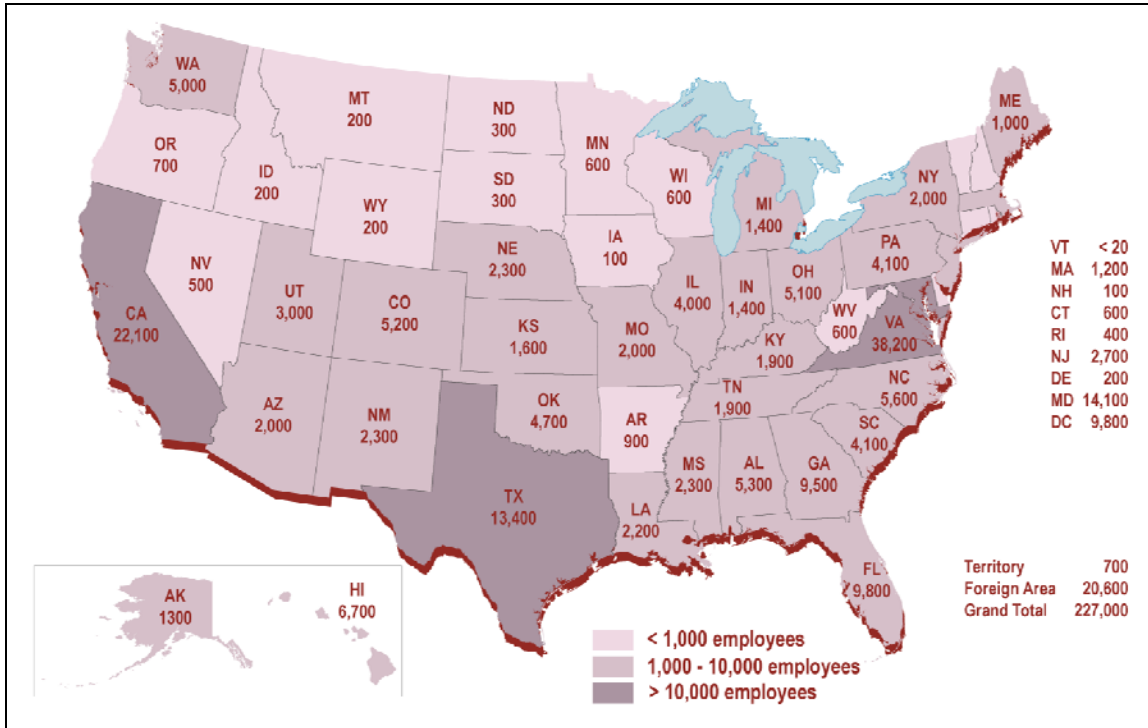 WA
5,000
MT
200
ND
300
MN
600
ME
1,000
OR
700
ID
200
SD
300
WI
600
MI
1,400
NY
2,000
WY
200
IA
100
NE
2,300
PA
4,100
NV
500
UT
3,000
CO
5,200
IL
4,000
IN
1,400
OH
5,100
CA
22,100
KS
1,600
MO
2,000
WV
600
VA
38,200
KY
1,900
AZ
2,000
NM
2,300
OK
4,700
AR
900
TN
1,900
NC
5,600
SC
4,100
TX
13,400
LA
2,200
MS
2,300
AL
5,300
GA
9,500
FL
9,800
VT < 20
MA 1,200
NH 100
CT 600
RI 400
NJ 2,700
DE 200
MD 14,100
DC 9,800
Territory 700
Foreign Area 20,600
Grand Total 227,000
AK
1300
HI
6,700
< 1,000 employees
1,000 - 10,000 employees
> 10,000 employees